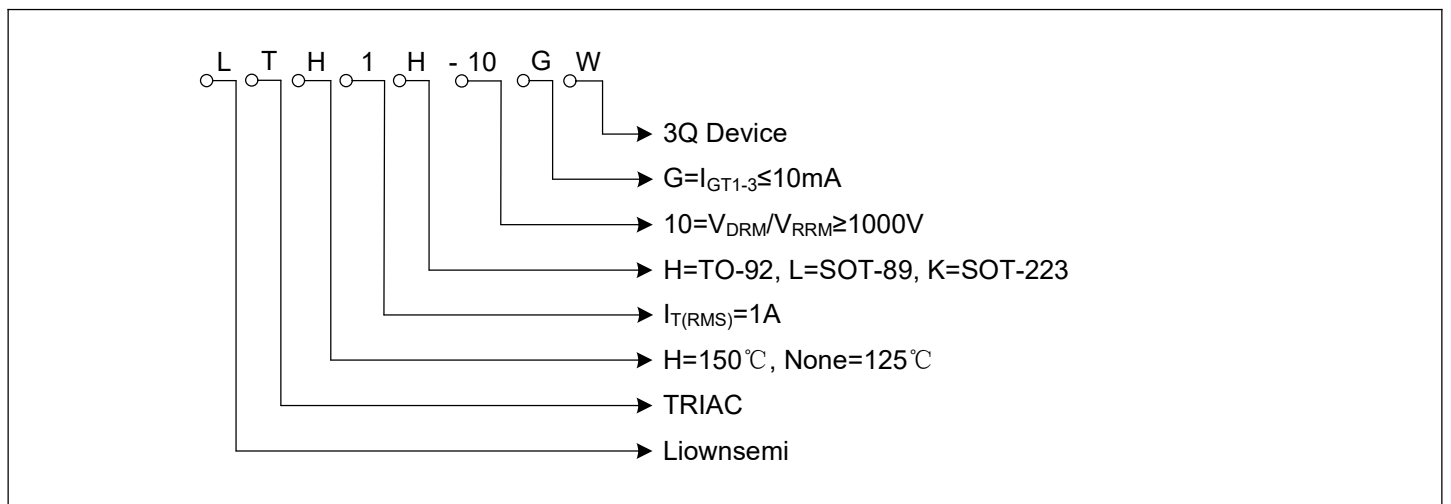 L T H 1 H - 10 G W
3Q Device
G=IGT1-3≤10mA
10=VDRM/VRRM≥1000V
H=TO-92, L=SOT-89, K=SOT-223
IT(RMS)=1A
H=150℃, None=125℃
TRIAC
Liownsemi